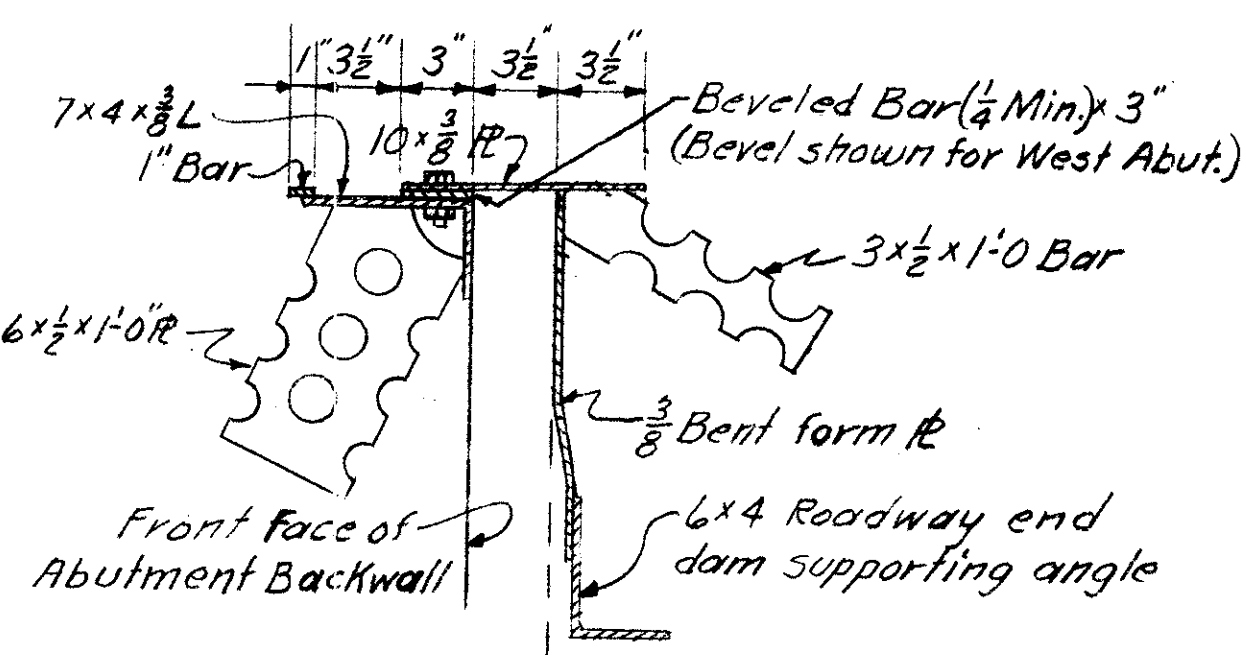 1" 3½" 3" 3½" 3½"
7×4×⅜ L
1" Bar
10×⅜ ⅊
Beveled Bar (¼ Min.)× 3"
(Bevel shown for West Abut.)
3×½×1'-0 Bar
6×½×1'-0" ⅊
⅜ Bent form ⅊
Front Face of
Abutment Backwall
6×4 Roadway end
dam supporting angle